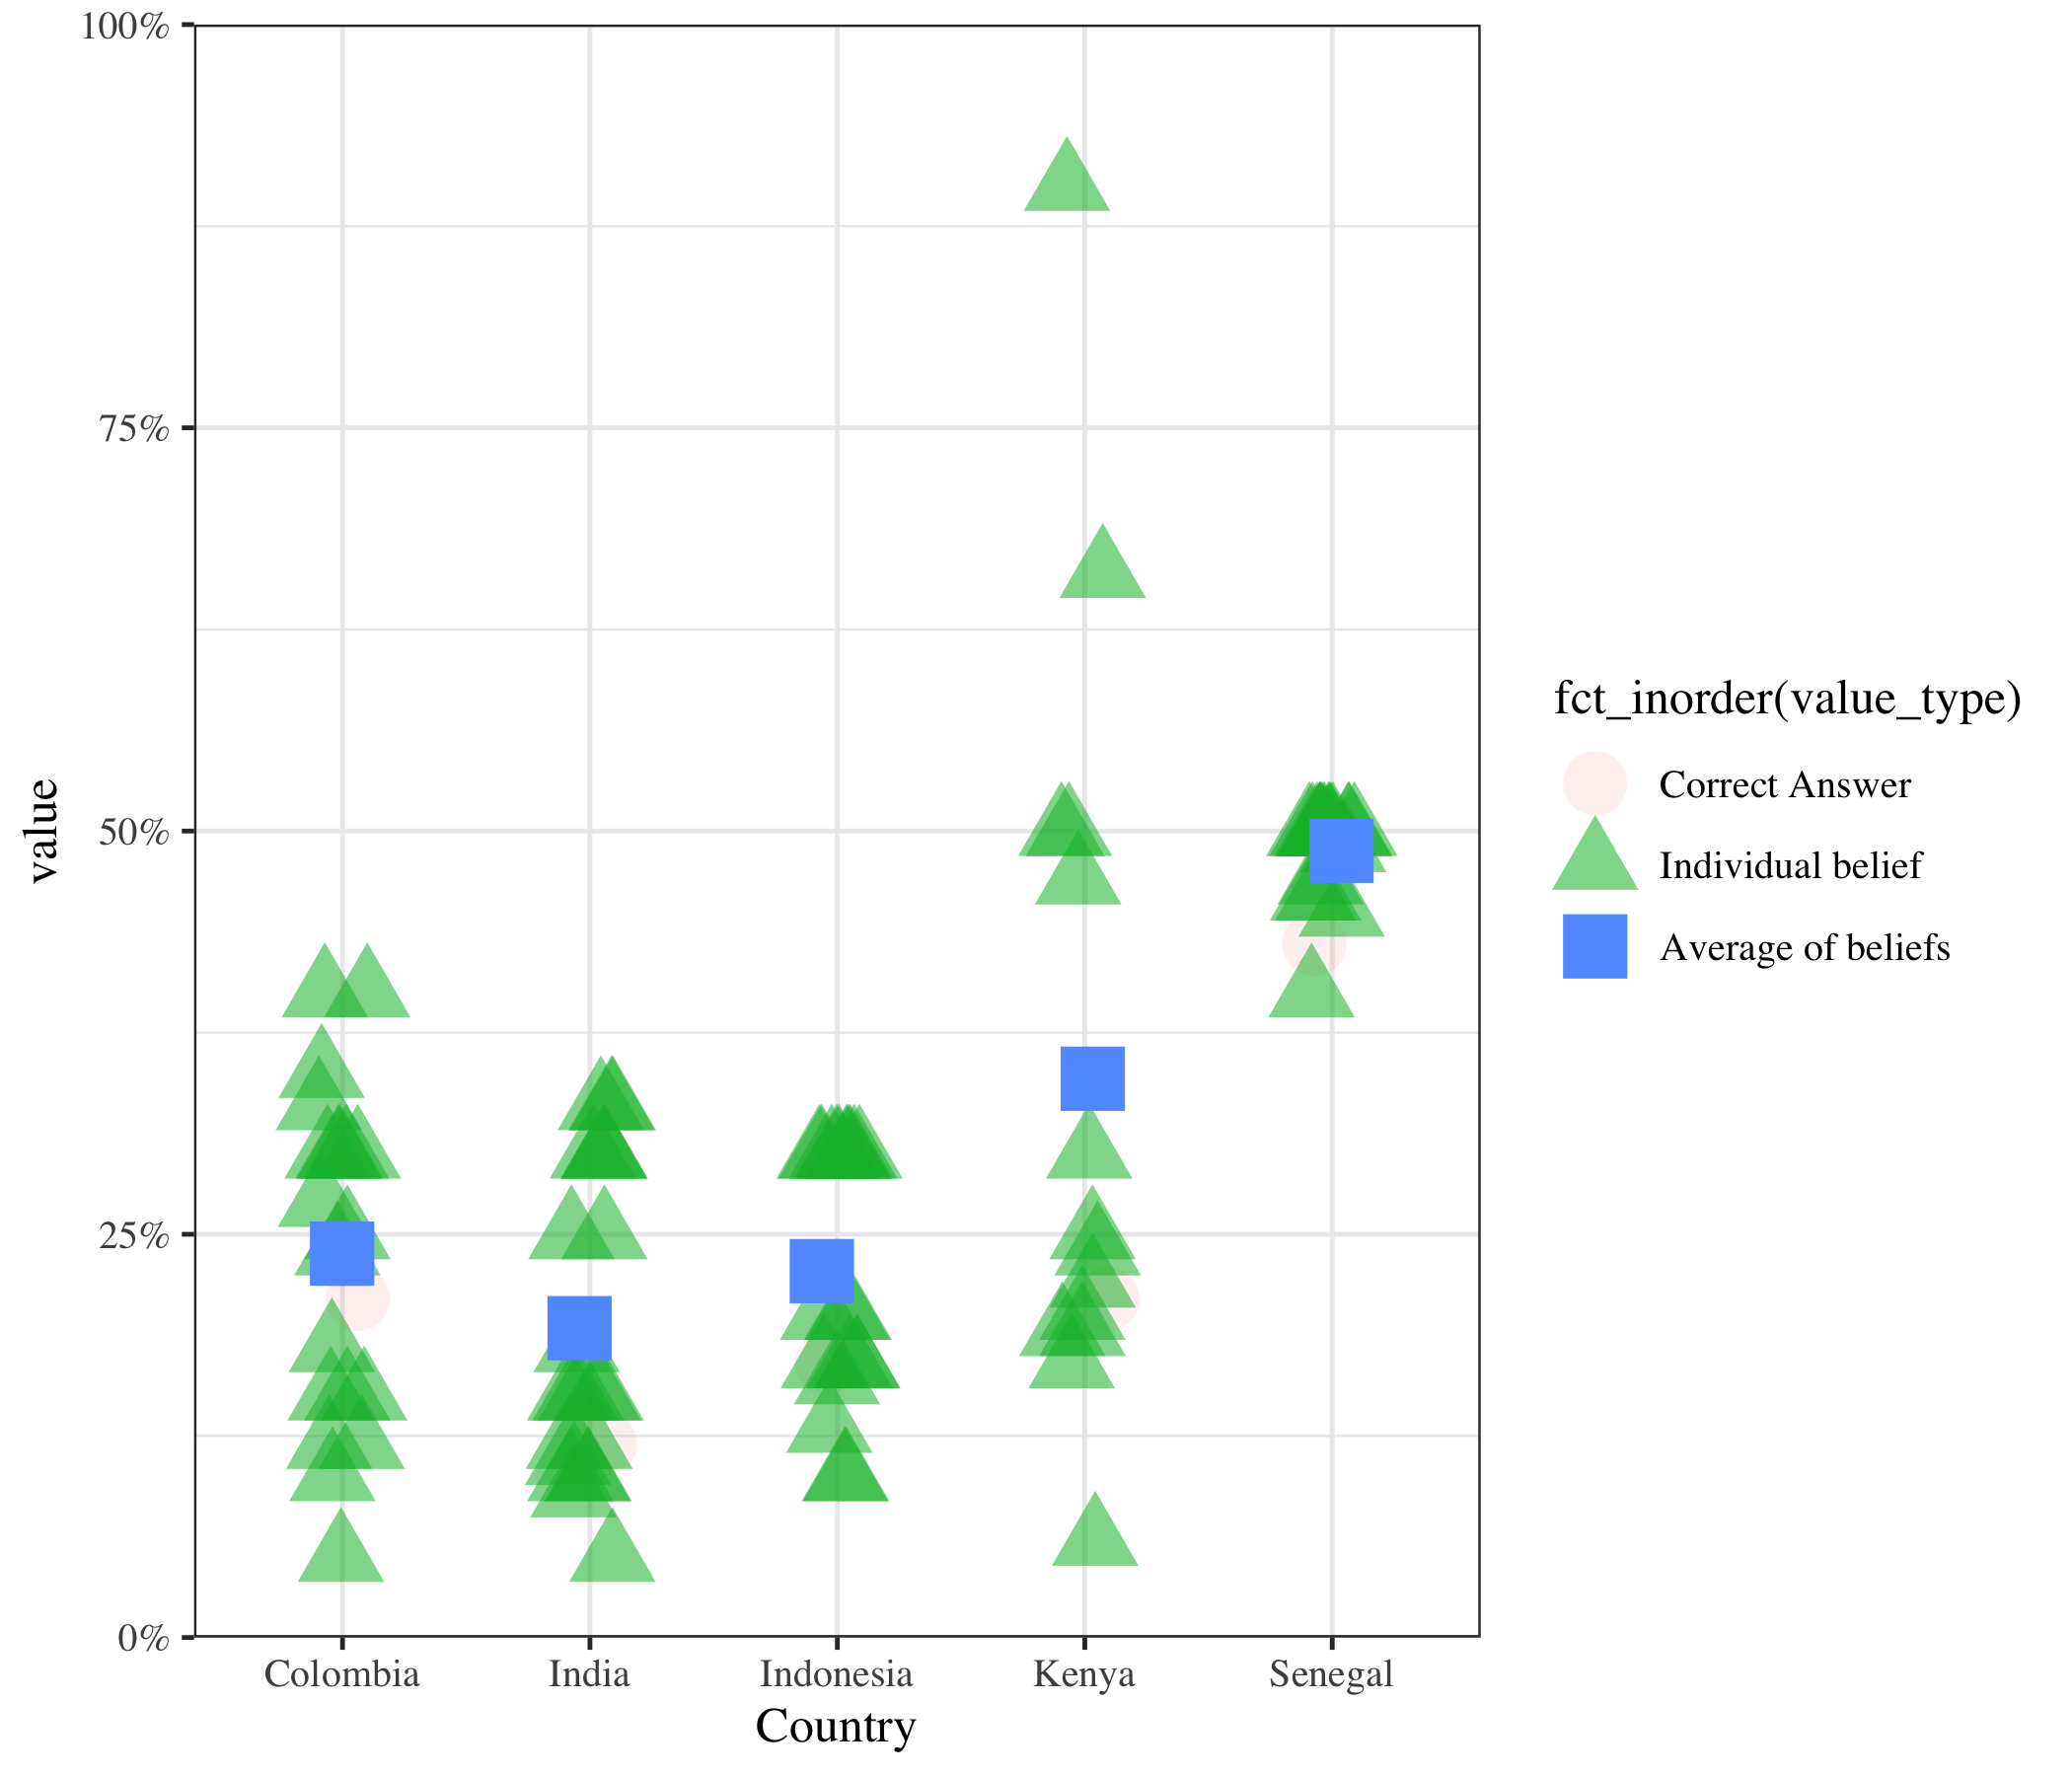 100%
75%
50%
25%
0%
value
Colombia India Indonesia Kenya Senegal
Country
fct_inorder(value_type)
Correct Answer
Individual belief
Average of beliefs